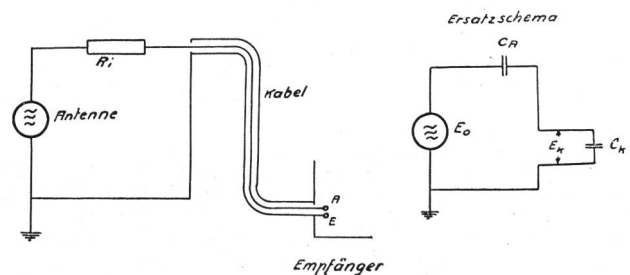 Ersatzschema
Ri
Kabel
Antenne
A
E
Empfänger
CA
Eo
Ek
Ck